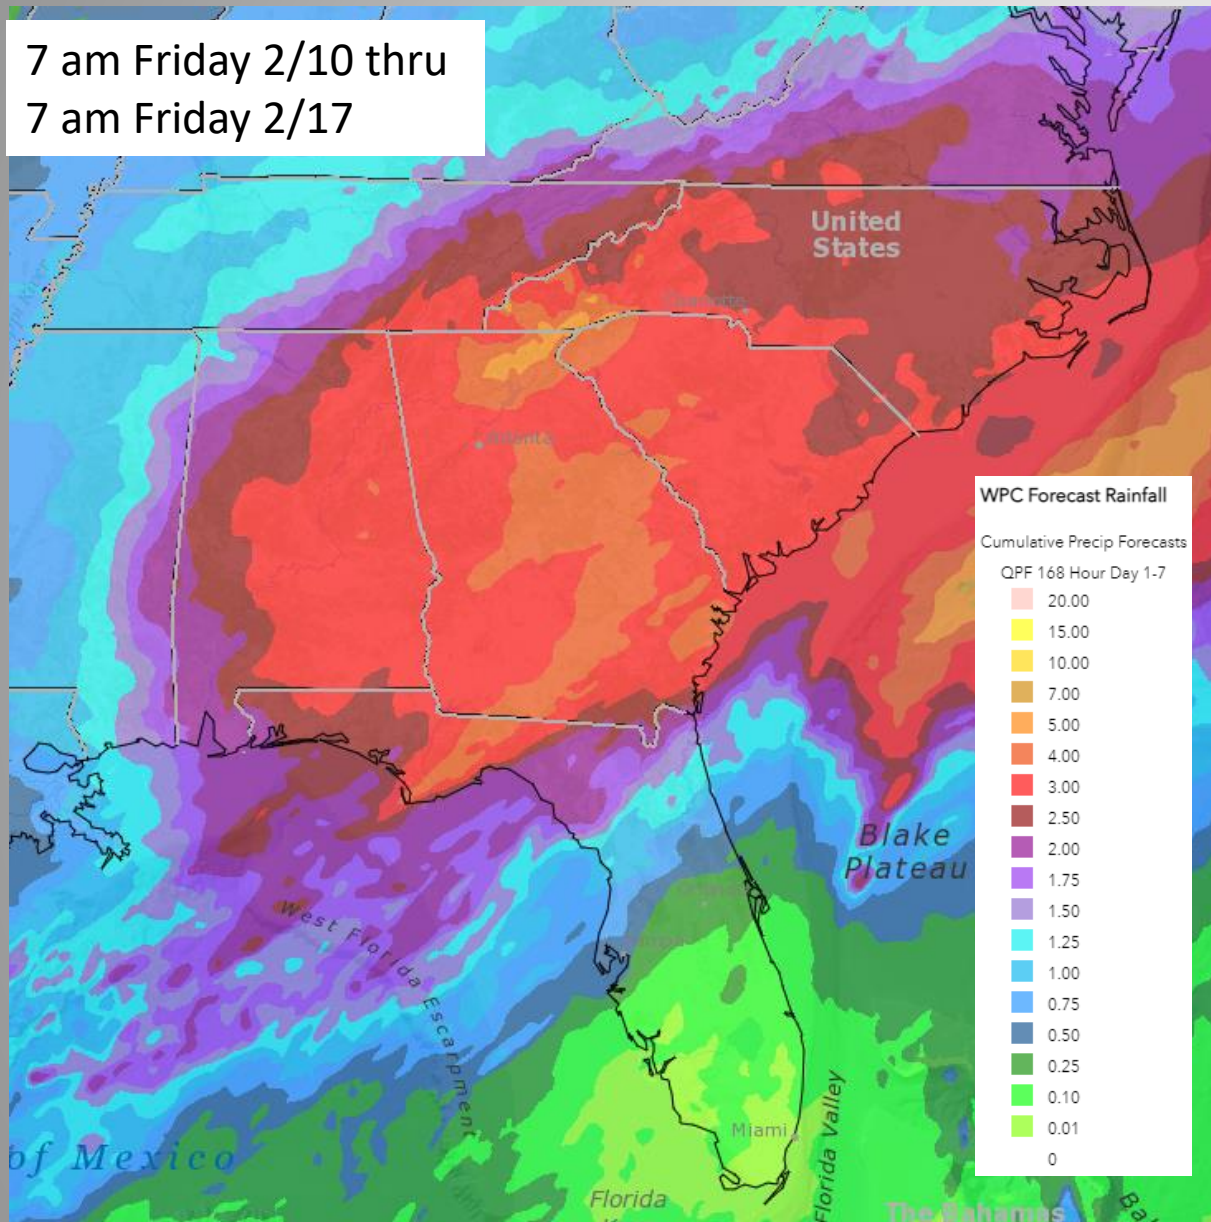 7 am Friday 2/10 thru
7 am Friday 2/17
United
States
Charlotte
Atlanta
WPC Forecast Rainfall
Cumulative Precip Forecasts
QPF 168 Hour Day 1-7
20.00
15.00
10.00
7.00
5.00
4.00
3.00
2.50
2.00
1.75
1.50
1.25
1.00
0.75
0.50
0.25
0.10
0.01
0
Blake
Plateau
West Florida Escarpment
Miami
Florida Valley
of Mexico
Florida
The Bahamas